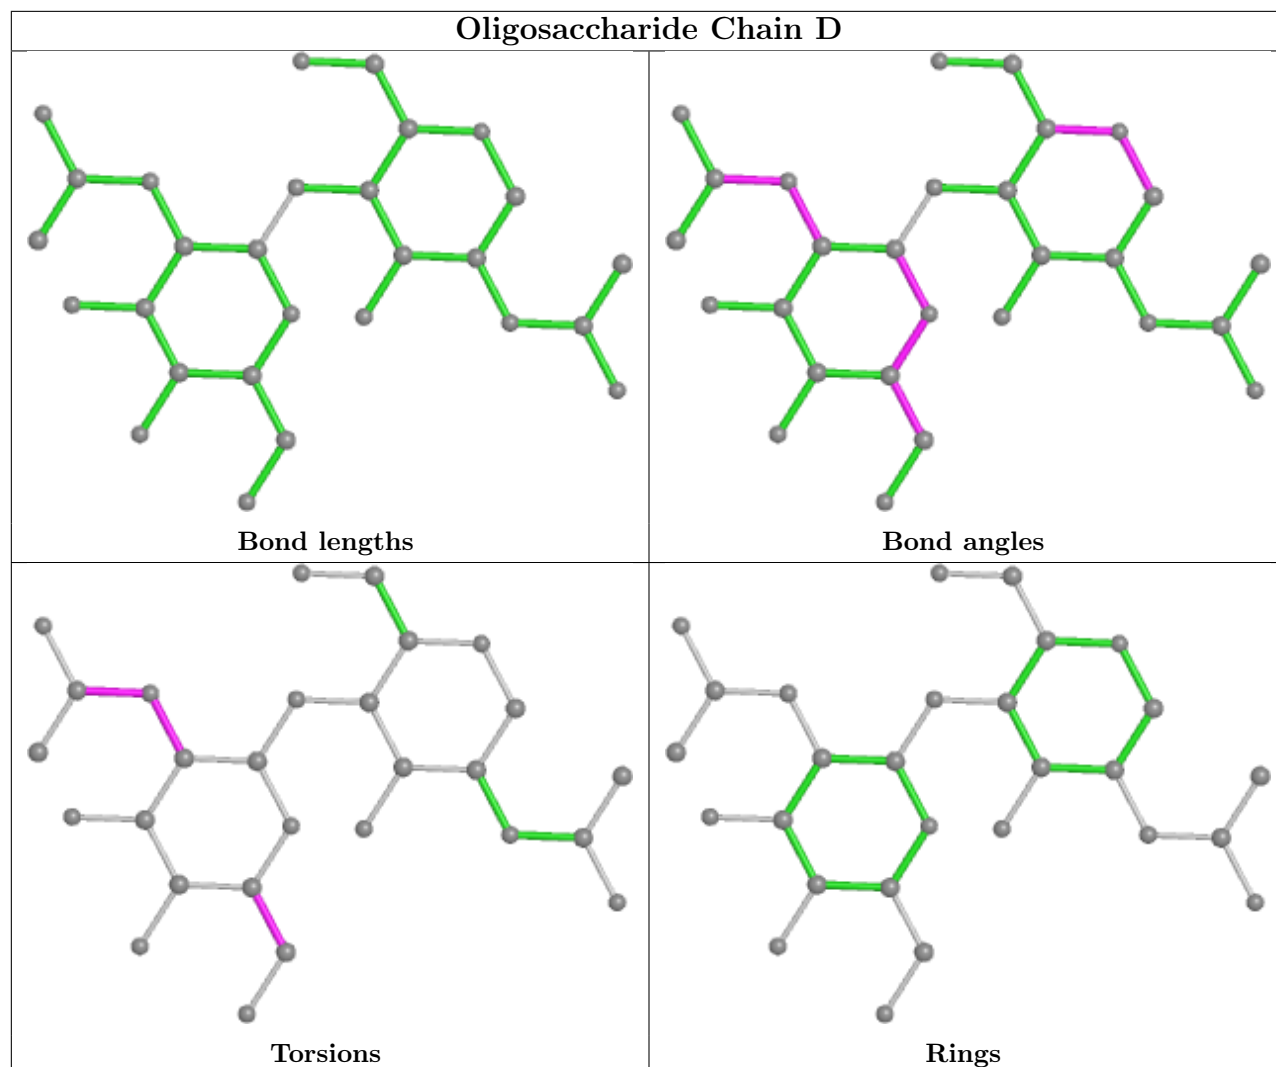 Oligosaccharide Chain D
Bond lengths
Bond angles
Torsions
Rings